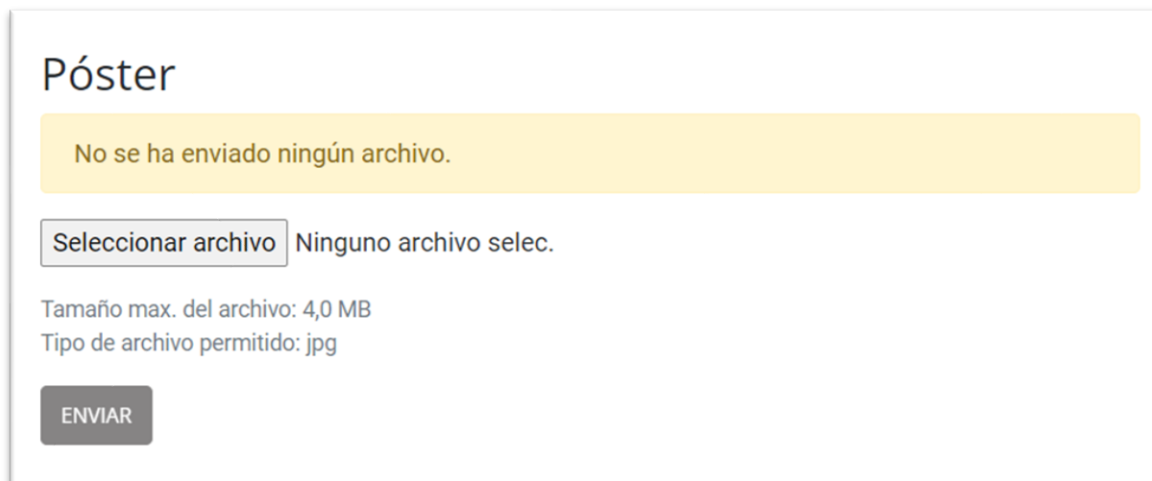 Póster
No se ha enviado ningún archivo.
Seleccionar archivo Ninguno archivo selec.
Tamaño max. del archivo: 4,0 MB
Tipo de archivo permitido: jpg
ENVIAR